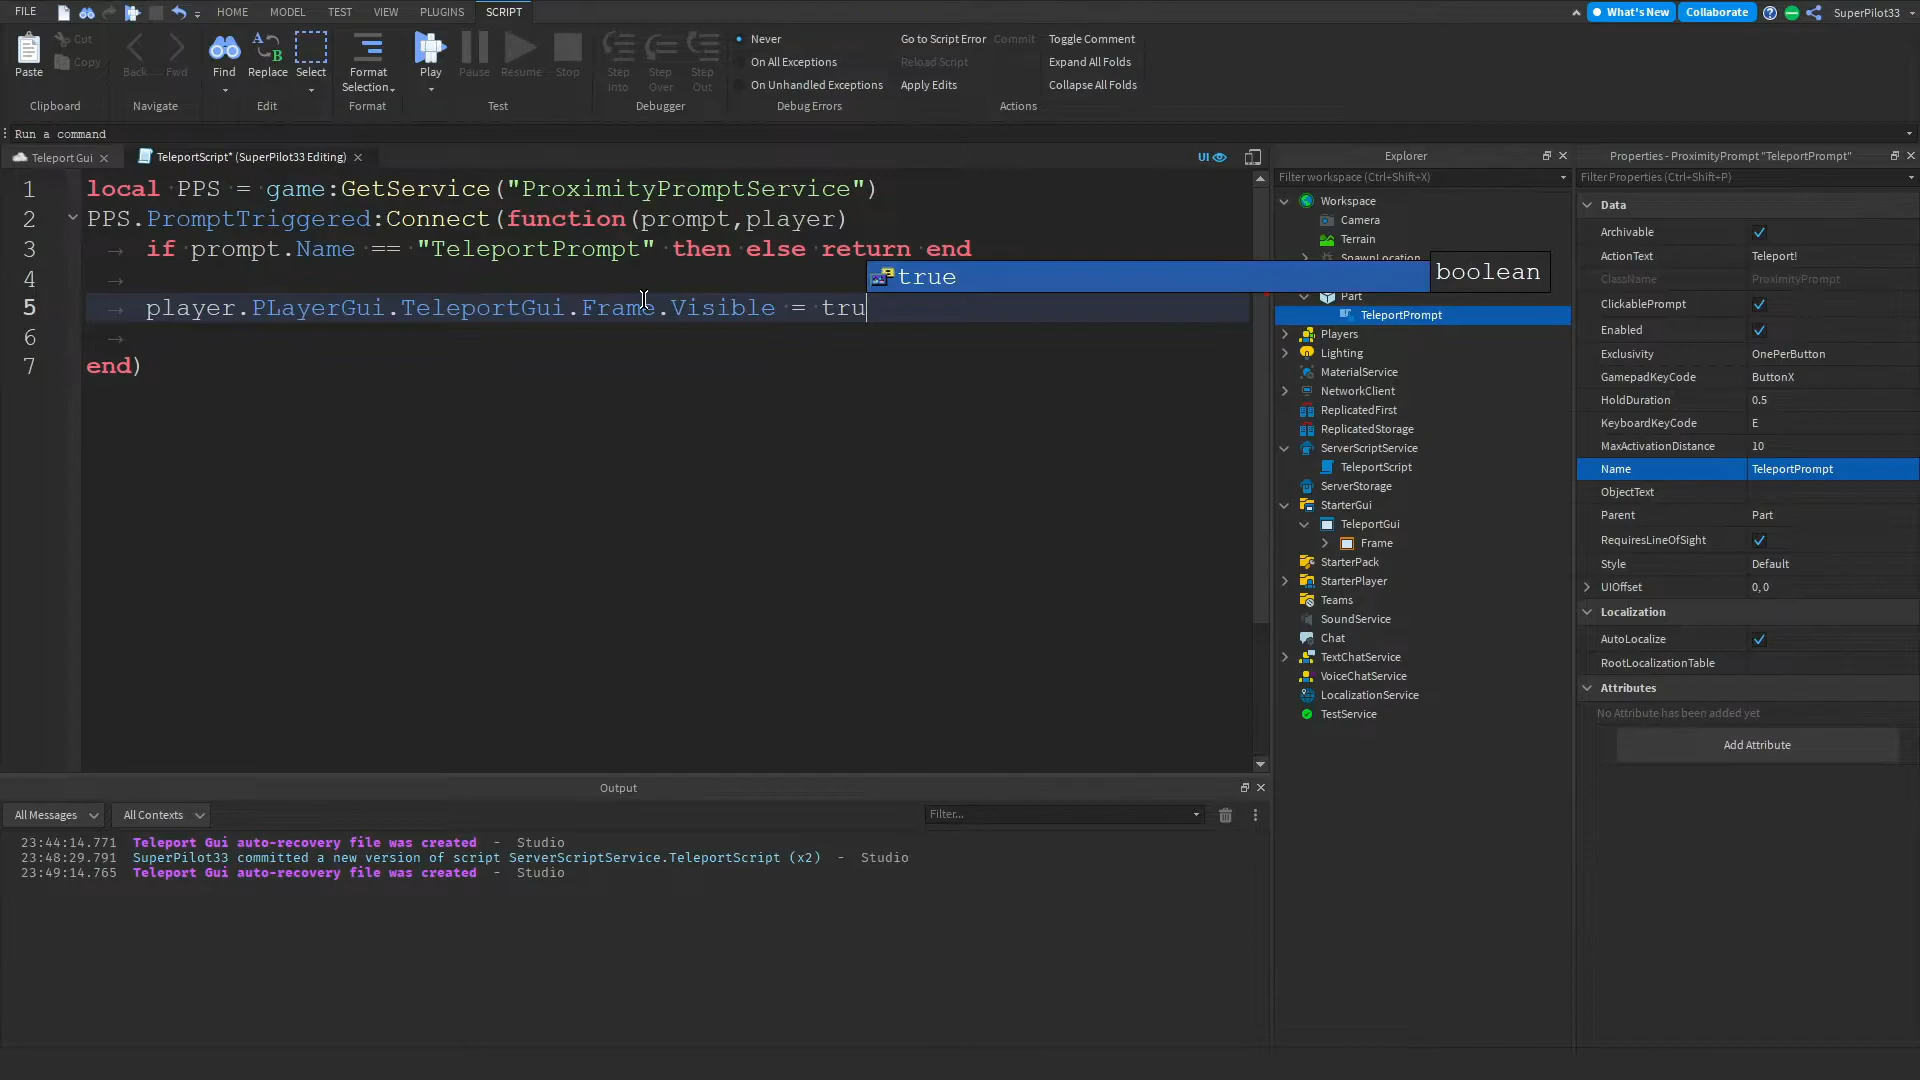 FILE HOME MODEL TEST VIEW PLUGINS SCRIPT What's New Collaborate SuperPilot33
Paste Cut Copy Back Fwd Find Replace Select Format Selection Play Pause Resume Stop Step Into Step Over Step Out
Never Go to Script Error Commit Toggle Comment
On All Exceptions Reload Script Expand All Folds
On Unhandled Exceptions Apply Edits Collapse All Folds
Clipboard Navigate Edit Format Test Debugger Debug Errors Actions
Run a command
Teleport Gui TeleportScript* (SuperPilot33 Editing) UI
1 local PPS = game:GetService("ProximityPromptService")
2 PPS.PromptTriggered:Connect(function(prompt,player)
3 if prompt.Name == "TeleportPrompt" then else return end
4
true boolean
5 player.PLayerGui.TeleportGui.Frame.Visible = tru
6
7 end)
Explorer
Filter workspace (Ctrl+Shift+X)
Workspace
Camera
Terrain
SpawnLocation
Part
TeleportPrompt
Players
Lighting
MaterialService
NetworkClient
ReplicatedFirst
ReplicatedStorage
ServerScriptService
TeleportScript
ServerStorage
StarterGui
TeleportGui
Frame
StarterPack
StarterPlayer
Teams
SoundService
Chat
TextChatService
VoiceChatService
LocalizationService
TestService
Properties - ProximityPrompt "TeleportPrompt"
Filter Properties (Ctrl+Shift+P)
Data
Archivable
ActionText Teleport!
ClassName ProximityPrompt
ClickablePrompt
Enabled
Exclusivity OnePerButton
GamepadKeyCode ButtonX
HoldDuration 0.5
KeyboardKeyCode E
MaxActivationDistance 10
Name TeleportPrompt
ObjectText
Parent Part
RequiresLineOfSight
Style Default
UIOffset 0, 0
Localization
AutoLocalize
RootLocalizationTable
Attributes
No Attribute has been added yet
Add Attribute
Output
All Messages All Contexts Filter...
23:44:14.771 Teleport Gui auto-recovery file was created - Studio
23:48:29.791 SuperPilot33 committed a new version of script ServerScriptService.TeleportScript (x2) - Studio
23:49:14.765 Teleport Gui auto-recovery file was created - Studio